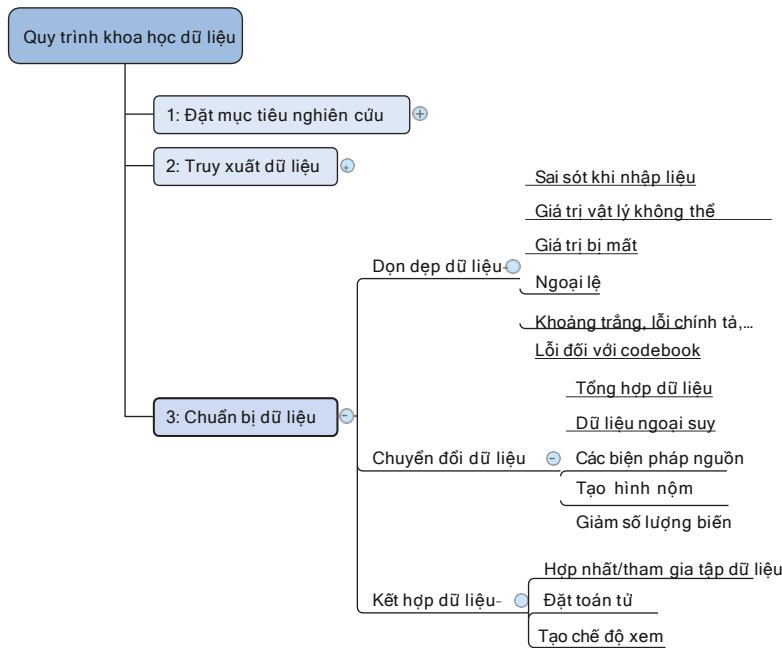 Quy trình khoa học dữ liệu
1: Đặt mục tiêu nghiên cứu
2: Truy xuất dữ liệu
3: Chuẩn bị dữ liệu
Dọn dẹp dữ liệu
Sai sót khi nhập liệu
Giá trị vật lý không thể
Giá trị bị mất
Ngoại lệ
Khoảng trắng, lỗi chính tả,...
Lỗi đối với codebook
Chuyển đổi dữ liệu
Tổng hợp dữ liệu
Dữ liệu ngoại suy
Các biện pháp nguồn
Tạo hình nộm
Giảm số lượng biến
Kết hợp dữ liệu
Hợp nhất/tham gia tập dữ liệu
Đặt toán tử
Tạo chế độ xem